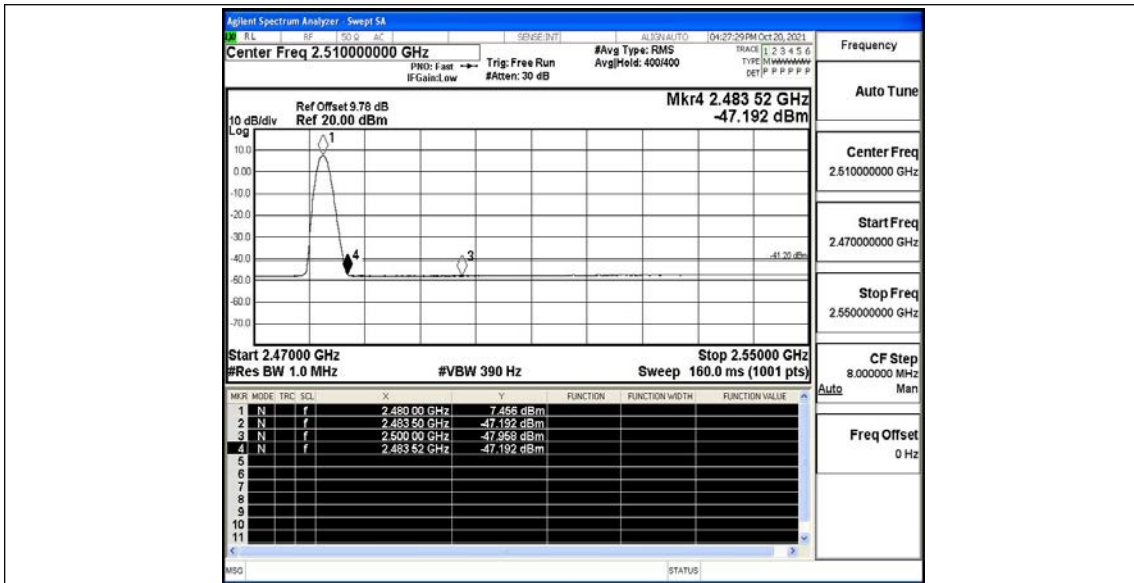 Agilent Spectrum Analyzer - Swept SA
RL RF 50 Ω AC SENSE:INT ALIGN AUTO 04:27:29 PM Oct 20, 2021
Center Freq 2.510000000 GHz
PNO: Fast
IFGain:Low
Trig: Free Run
#Atten: 30 dB
#Avg Type: RMS
Avg|Hold: 400/400
TRACE 1 2 3 4 5 6
TYPE M W W W W W
DET P P P P P P
Ref Offset 9.78 dB
10 dB/div Ref 20.00 dBm
Mkr4 2.483 52 GHz
-47.192 dBm
Log
10.0
0.00
-10.0
-20.0
-30.0
-40.0
-50.0
-60.0
-70.0
1
4
3
-41.20 dBm
Start 2.47000 GHz Stop 2.55000 GHz
#Res BW 1.0 MHz #VBW 390 Hz Sweep 160.0 ms (1001 pts)
MKR MODE TRC SCL X Y FUNCTION FUNCTION WIDTH FUNCTION VALUE
1 N f 2.480 00 GHz 7.456 dBm
2 N f 2.483 50 GHz -47.192 dBm
3 N f 2.500 00 GHz -47.958 dBm
4 N f 2.483 52 GHz -47.192 dBm
5
6
7
8
9
10
11
MSG STATUS
Frequency
Auto Tune
Center Freq
2.510000000 GHz
Start Freq
2.470000000 GHz
Stop Freq
2.550000000 GHz
CF Step
8.000000 MHz
Auto Man
Freq Offset
0 Hz